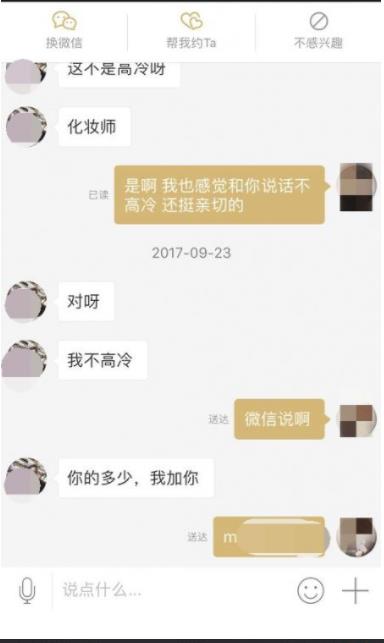 换微信
帮我约Ta
不感兴趣
这不是高冷呀
化妆师
已读
是啊 我也感觉和你说话不
高冷 还挺亲切的
2017-09-23
对呀
我不高冷
送达
微信说啊
你的多少，我加你
送达
m
说点什么...